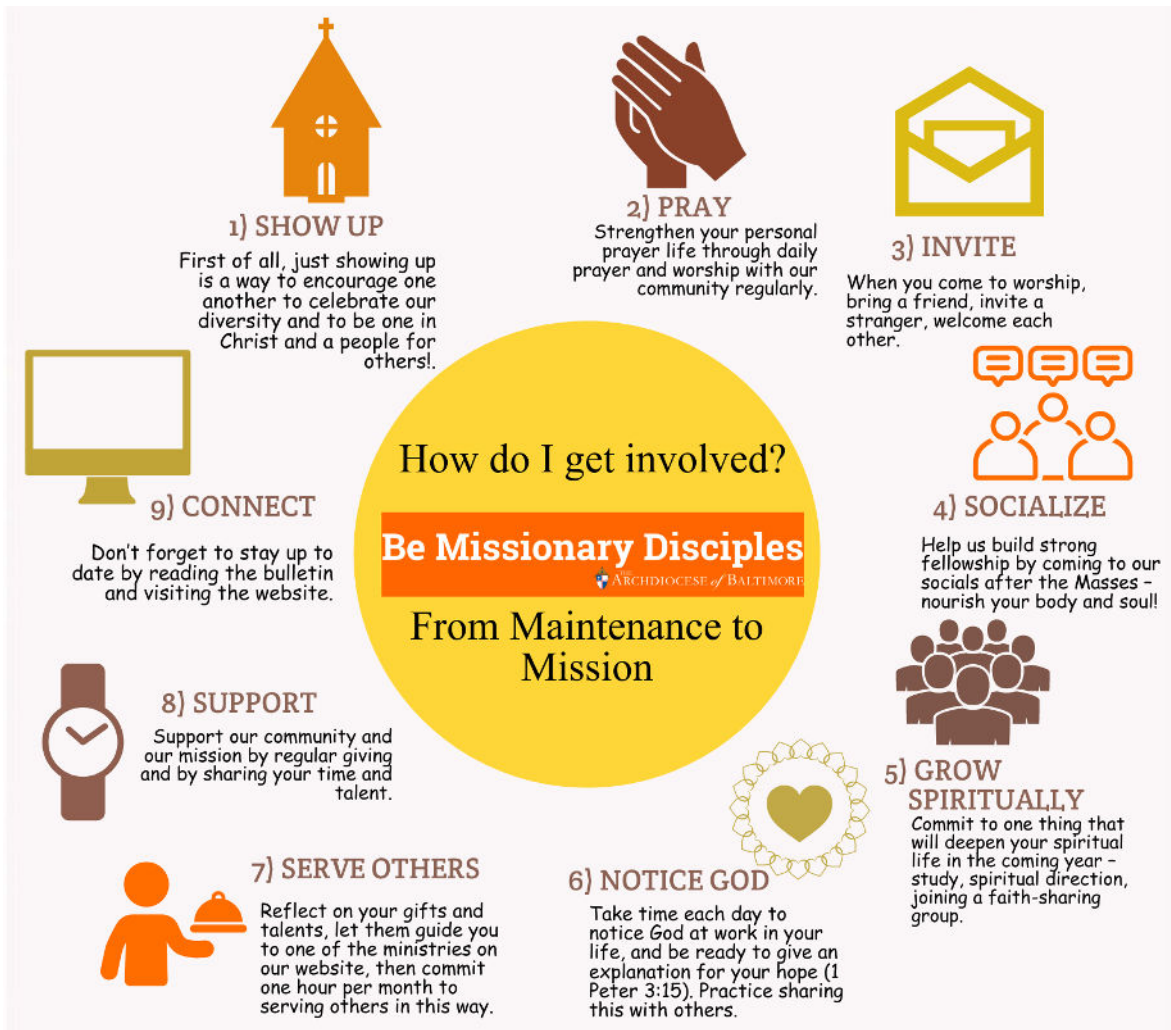 1) SHOW UP
First of all, just showing up
is a way to encourage one
another to celebrate our
diversity and to be one in
Christ and a people for
others!.
2) PRAY
Strengthen your personal
prayer life through daily
prayer and worship with our
community regularly.
3) INVITE
When you come to worship,
bring a friend, invite a
stranger, welcome each
other.
4) SOCIALIZE
Help us build strong
fellowship by coming to our
socials after the Masses –
nourish your body and soul!
5) GROW
SPIRITUALLY
Commit to one thing that
will deepen your spiritual
life in the coming year –
study, spiritual direction,
joining a faith-sharing
group.
6) NOTICE GOD
Take time each day to
notice God at work in your
life, and be ready to give an
explanation for your hope (1
Peter 3:15). Practice sharing
this with others.
7) SERVE OTHERS
Reflect on your gifts and
talents, let them guide you
to one of the ministries on
our website, then commit
one hour per month to
serving others in this way.
8) SUPPORT
Support our community and
our mission by regular giving
and by sharing your time and
talent.
9) CONNECT
Don't forget to stay up to
date by reading the bulletin
and visiting the website.
How do I get involved?
Be Missionary Disciples
THE ARCHDIOCESE of BALTIMORE
From Maintenance to
Mission